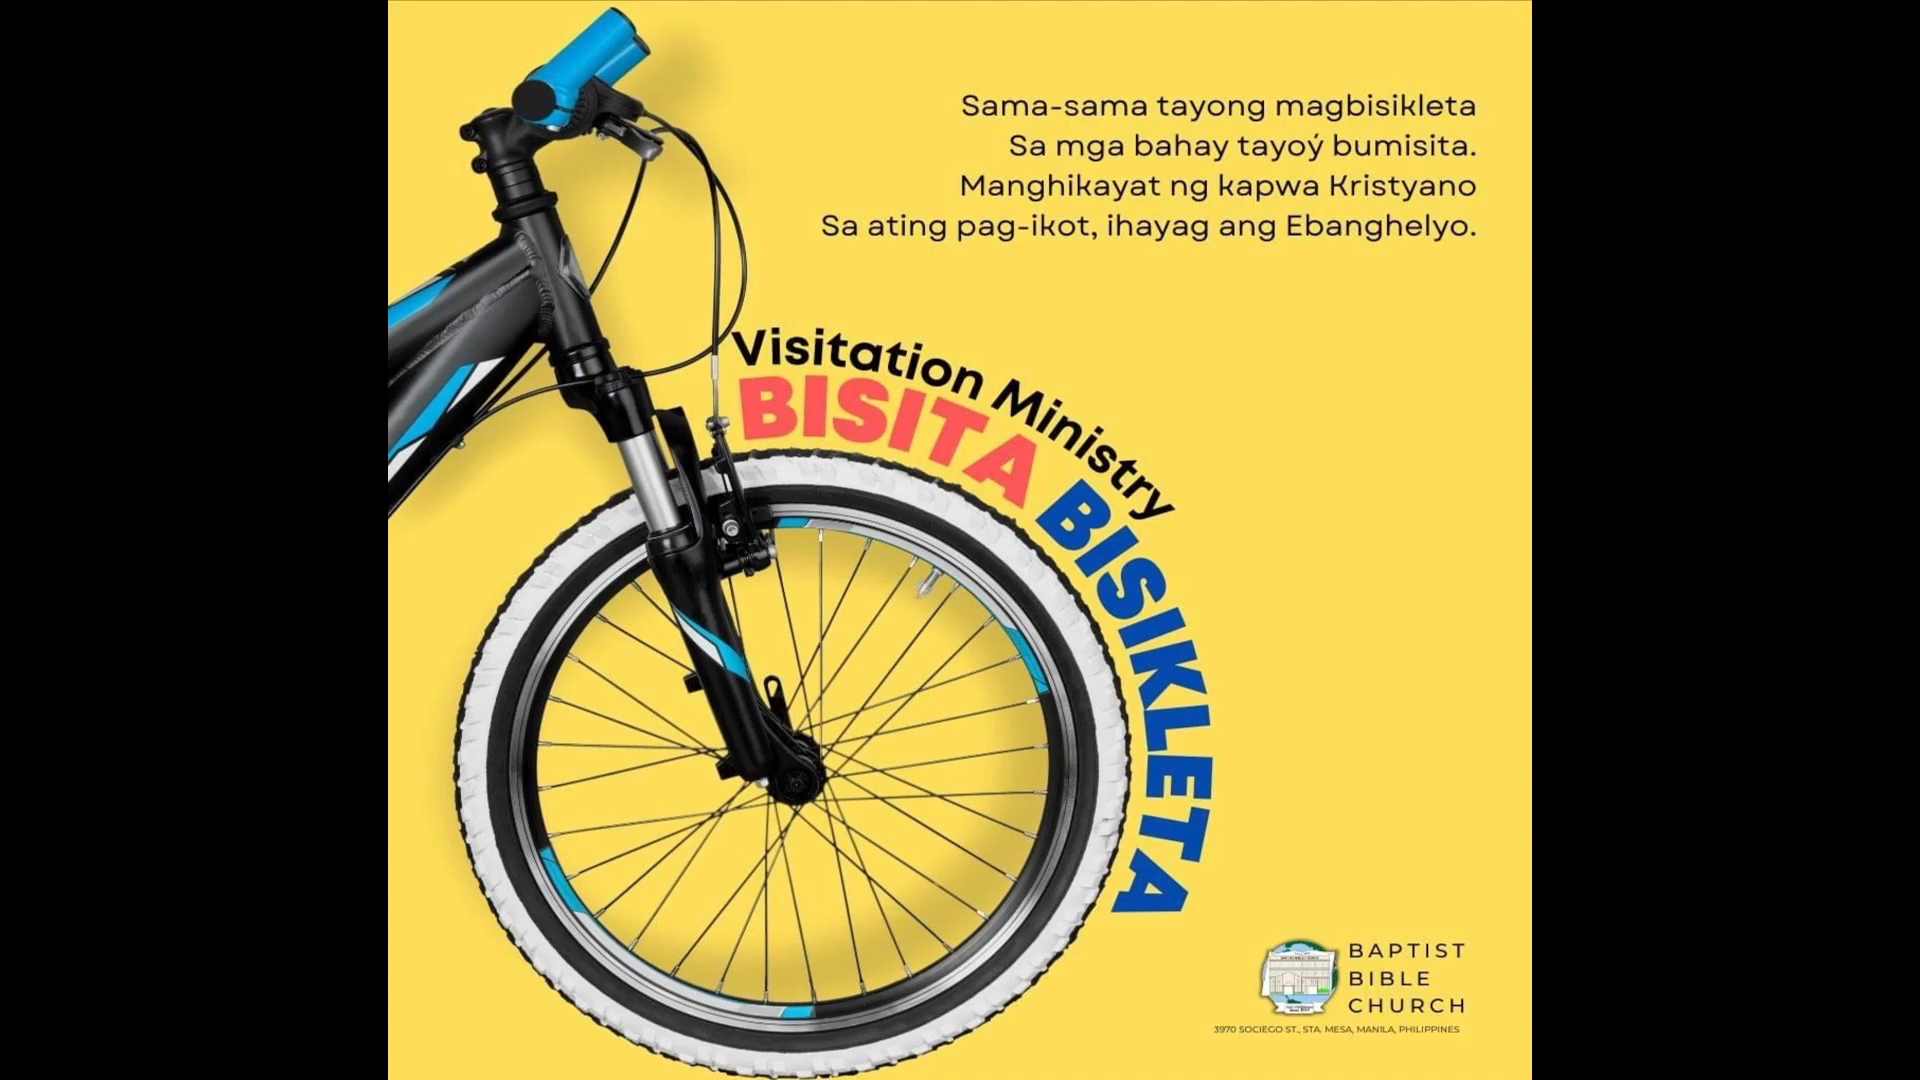 Sama-sama tayong magbisikleta
Sa mga bahay tayoý bumisita.
Manghikayat ng kapwa Kristyano
Sa ating pag-ikot, ihayag ang Ebanghelyo.
Visitation Ministry
BISITA BISIKLETA
BAPTIST
BIBLE
CHURCH
3970 SOCIEGO ST., STA. MESA, MANILA, PHILIPPINES